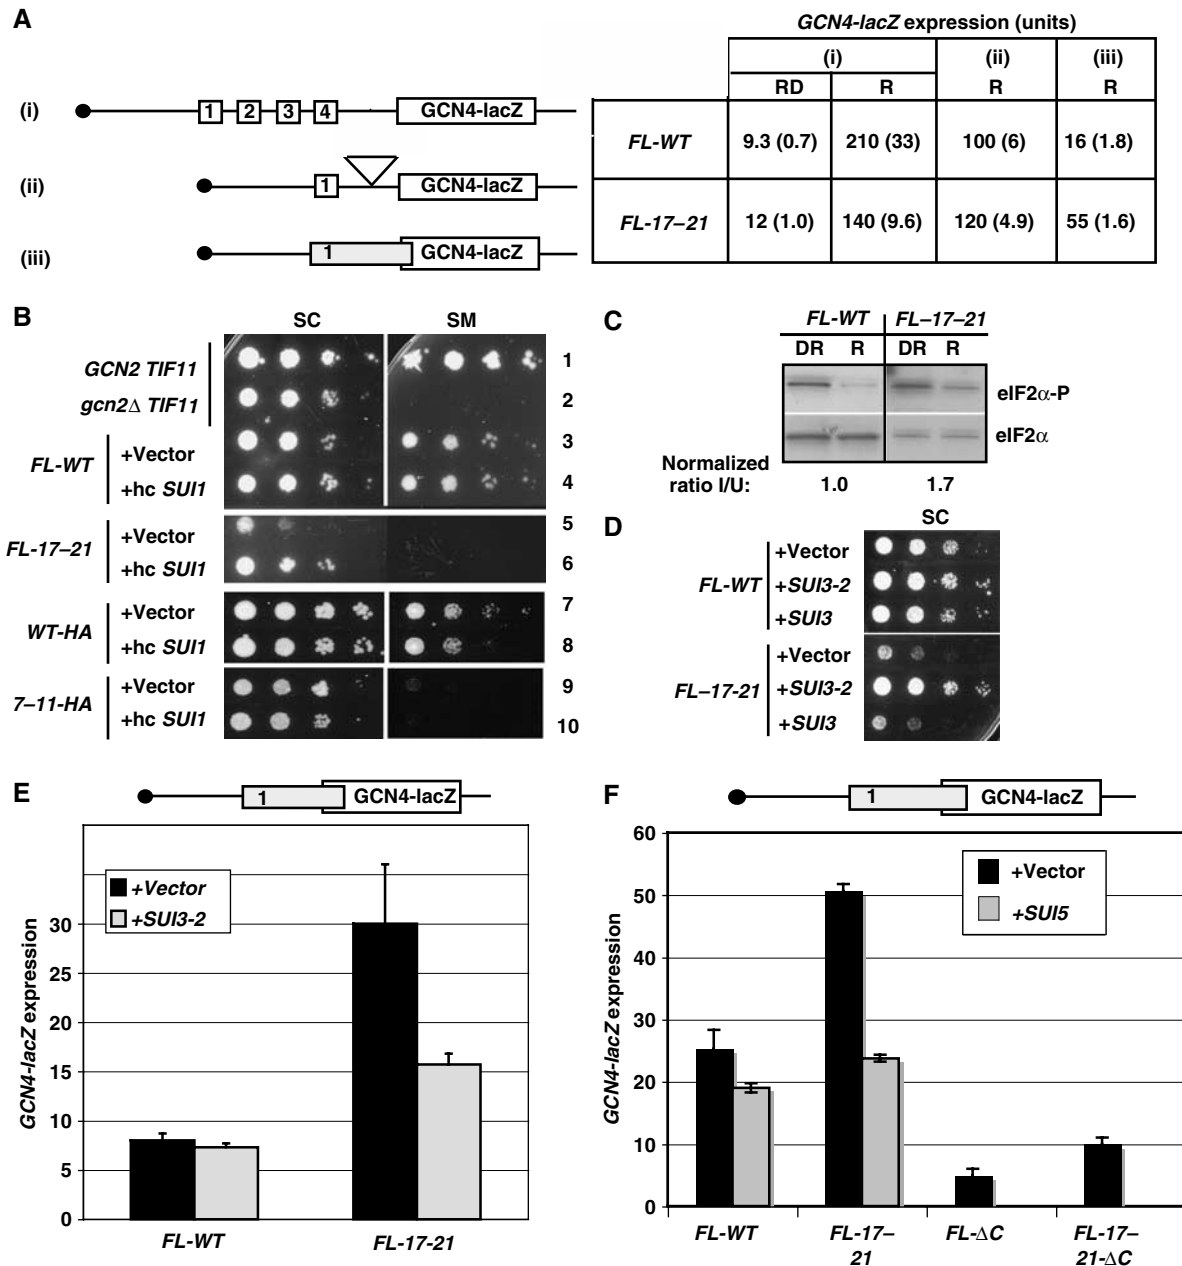 A
GCN4-lacZ expression (units)
(i) (ii) (iii)
RD R R R
FL-WT 9.3 (0.7) 210 (33) 100 (6) 16 (1.8)
FL-17–21 12 (1.0) 140 (9.6) 120 (4.9) 55 (1.6)
(i) 1 2 3 4 GCN4-lacZ
(ii) 1 GCN4-lacZ
(iii) 1 GCN4-lacZ
B
SC SM
GCN2 TIF11 1
gcn2Δ TIF11 2
FL-WT +Vector 3
+hc SUI1 4
FL-17–21 +Vector 5
+hc SUI1 6
WT-HA +Vector 7
+hc SUI1 8
7–11-HA +Vector 9
+hc SUI1 10
C
FL-WT FL–17–21
DR R DR R
eIF2α-P
eIF2α
Normalized
ratio I/U: 1.0 1.7
D
SC
FL-WT +Vector
+SUI3-2
+SUI3
FL–17-21 +Vector
+SUI3-2
+SUI3
E
1 GCN4-lacZ
+Vector
+SUI3-2
GCN4-lacZ expression
30
25
20
15
10
5
0
FL-WT FL-17-21
F
1 GCN4-lacZ
+Vector
+SUI5
GCN4-lacZ expression
60
50
40
30
20
10
0
FL-WT FL-17– FL-ΔC FL-17–
21 21-ΔC